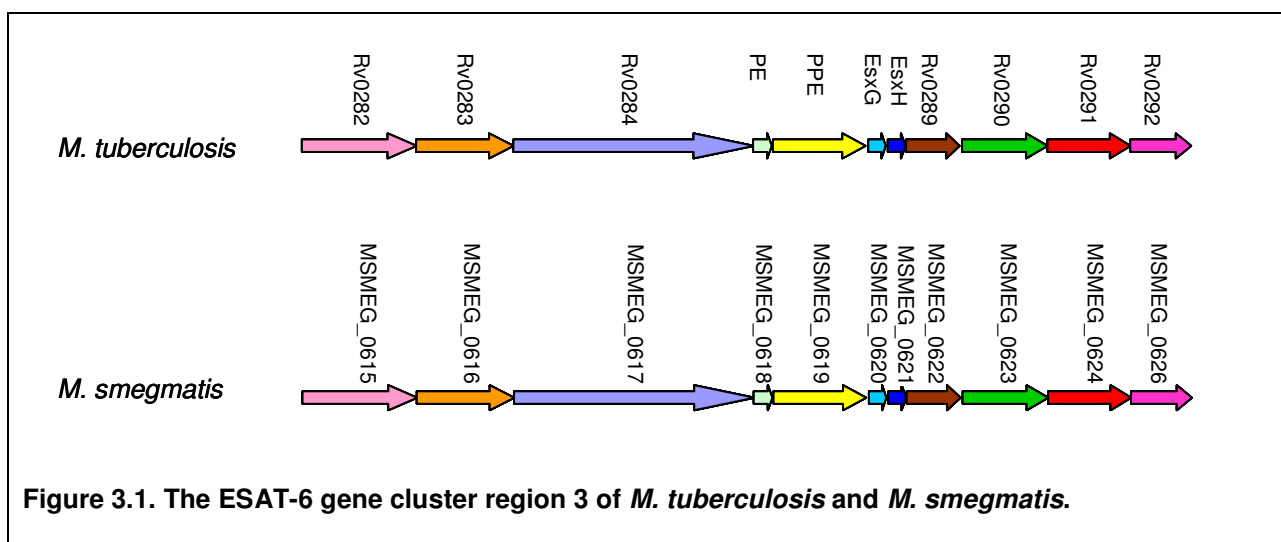 Rv0282 Rv0283 Rv0284 PE PPE EsxG EsxH Rv0289 Rv0290 Rv0291 Rv0292
M. tuberculosis
MSMEG_0615 MSMEG_0616 MSMEG_0617 MSMEG_0618 MSMEG_0619 MSMEG_0620 MSMEG_0621 MSMEG_0622 MSMEG_0623 MSMEG_0624 MSMEG_0626
M. smegmatis
Figure 3.1. The ESAT-6 gene cluster region 3 of M. tuberculosis and M. smegmatis.